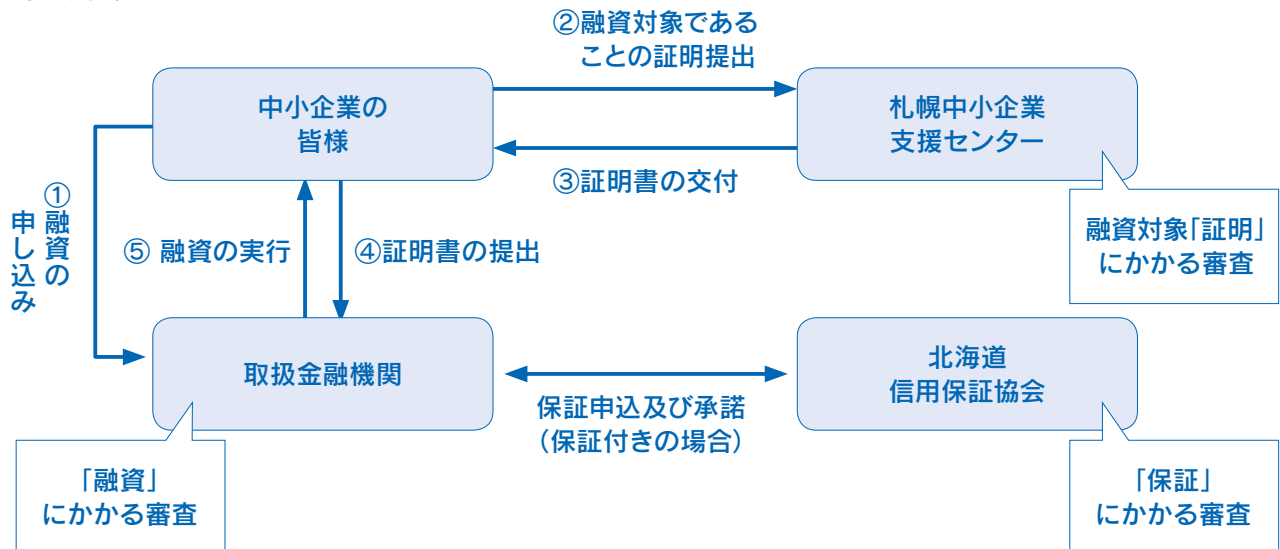 ②融資対象である
ことの証明提出
中小企業の
皆様
札幌中小企業
支援センター
③証明書の交付
①融資の
申し込み
⑤ 融資の実行
④証明書の提出
融資対象「証明」
にかかる審査
取扱金融機関
北海道
信用保証協会
保証申込及び承諾
（保証付きの場合）
「融資」
にかかる審査
「保証」
にかかる審査